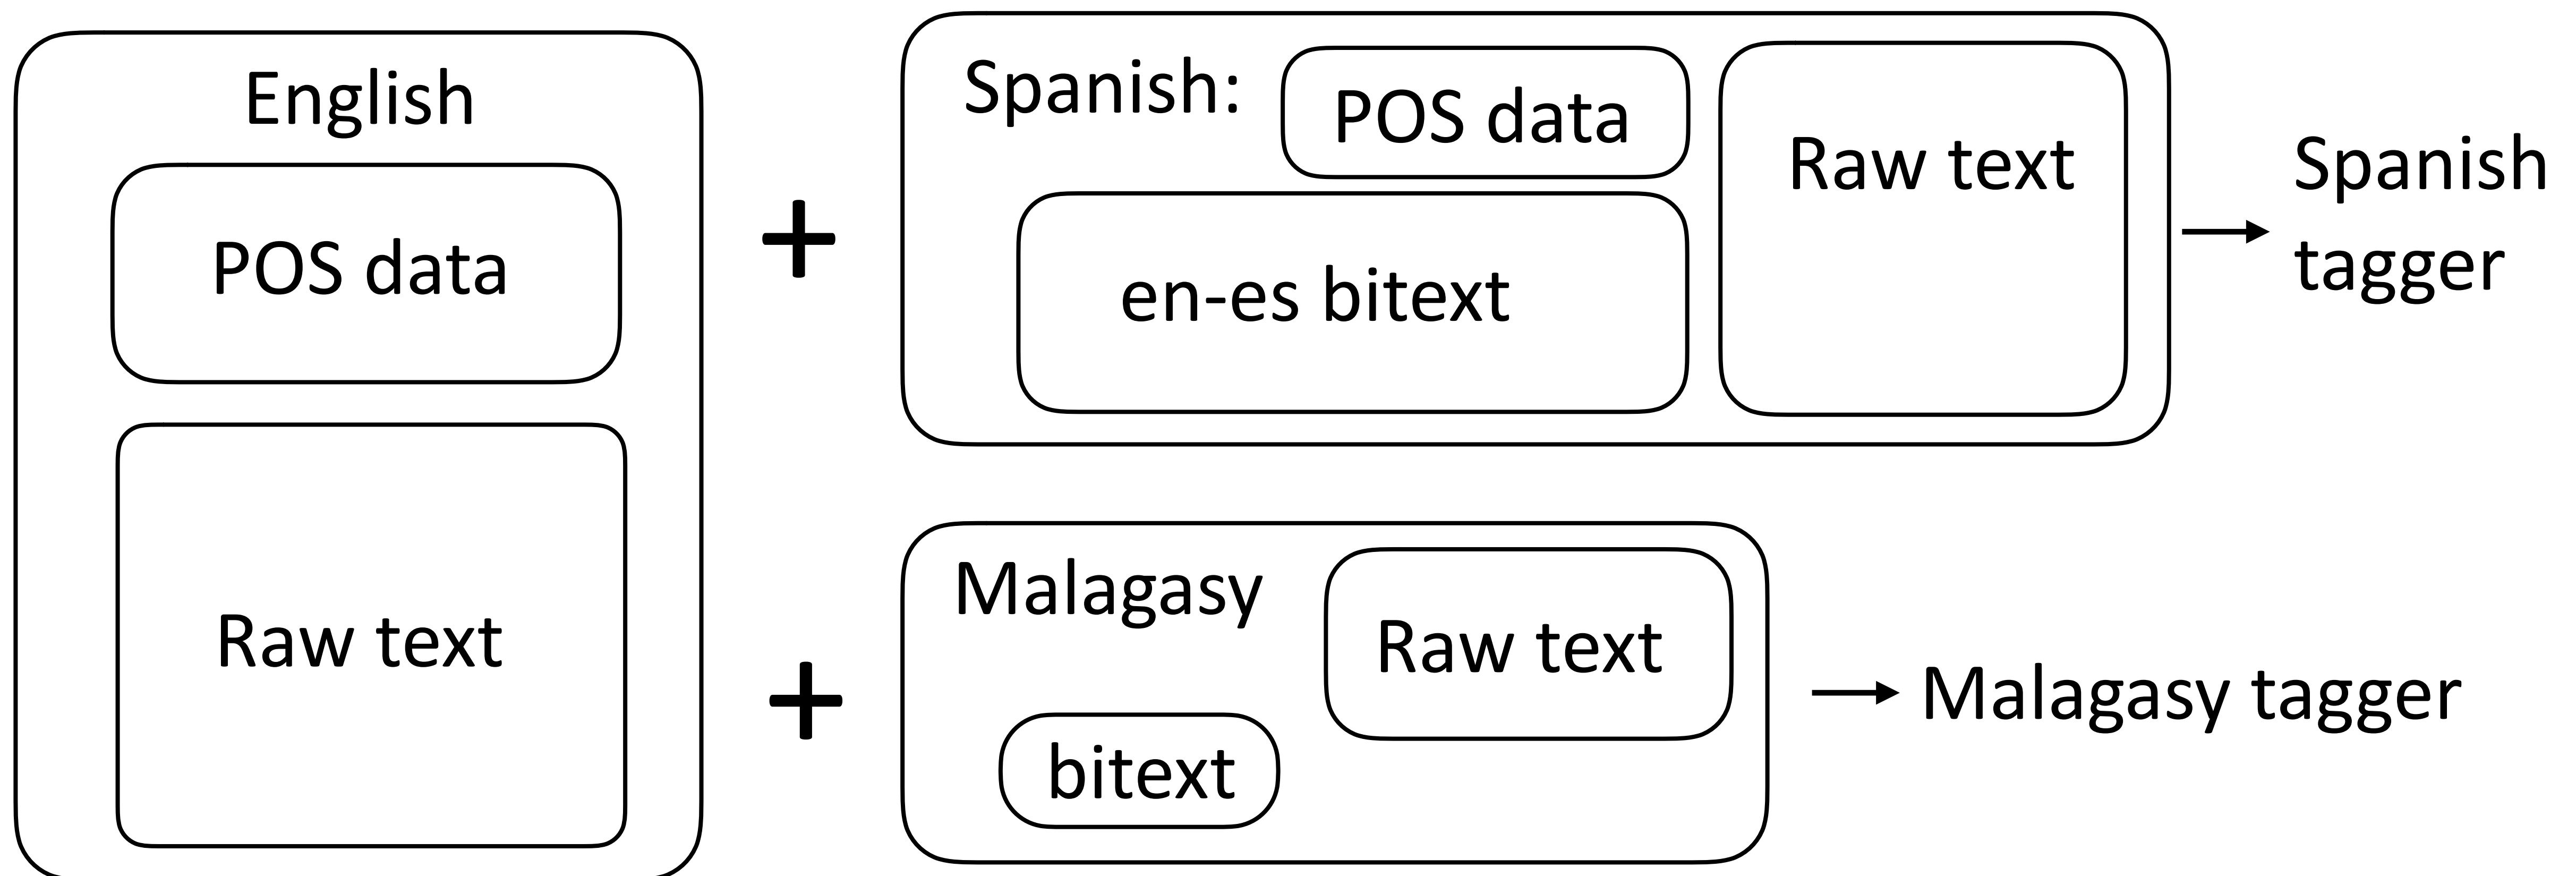 English
POS data
Raw text
+
Spanish:
POS data
en-es bitext
Raw text
Spanish
tagger
+
Malagasy
Raw text
bitext
Malagasy tagger